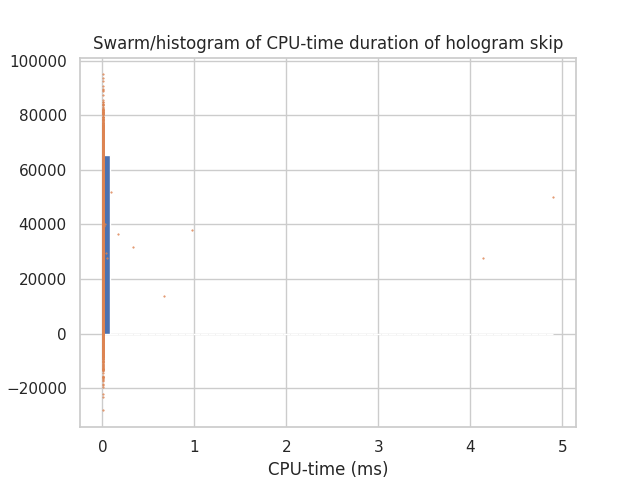 Swarm/histogram of CPU-time duration of hologram skip
100000
80000
60000
40000
20000
0
−20000
0 1 2 3 4 5
CPU-time (ms)